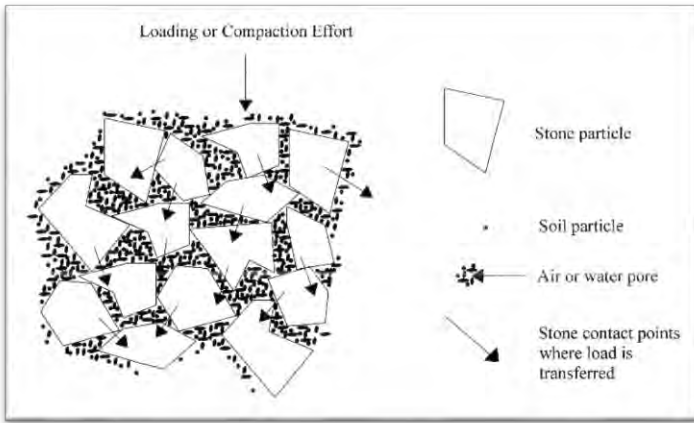 Loading or Compaction Effort
Stone particle
Soil particle
Air or water pore
Stone contact points
where load is
transferred